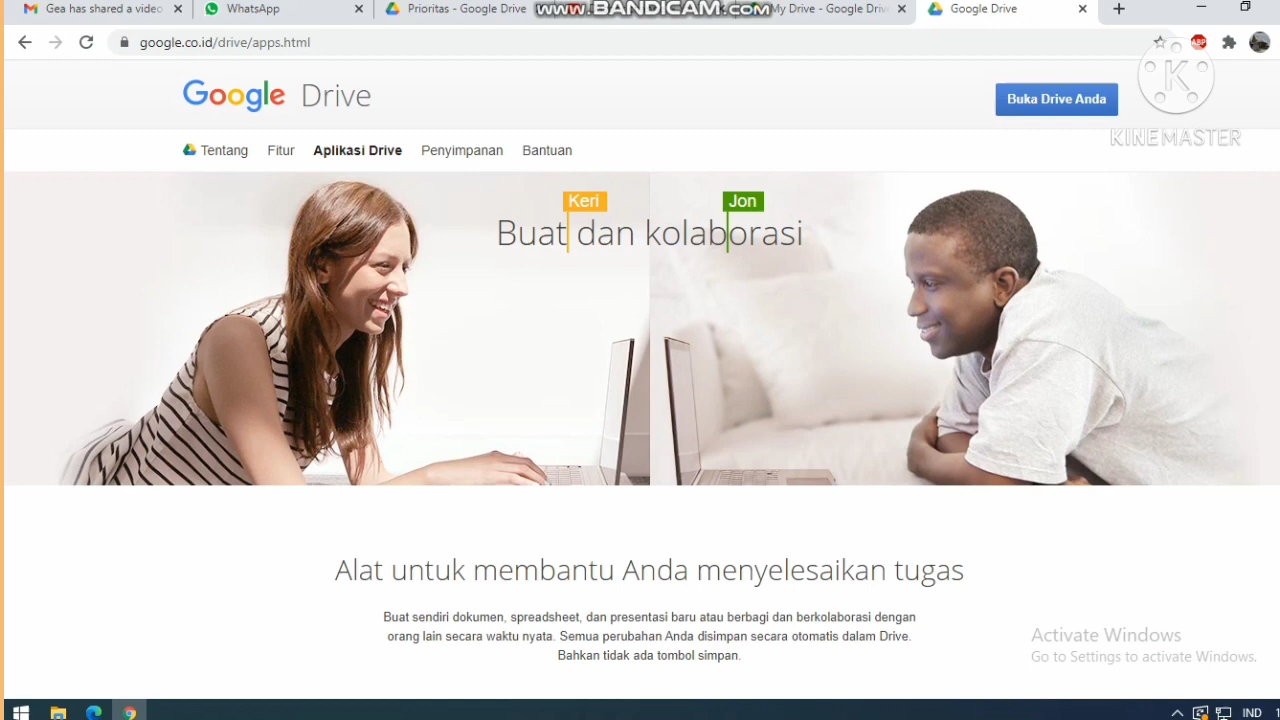 Gea has shared a video
WhatsApp
Prioritas - Google Drive
My Drive - Google Drive
Google Drive
www.BANDICAM.com
google.co.id/drive/apps.html
ABP
Google Drive
Buka Drive Anda
K
KINEMASTER
Tentang
Fitur
Aplikasi Drive
Penyimpanan
Bantuan
Keri
Jon
Buat dan kolaborasi
Alat untuk membantu Anda menyelesaikan tugas
Buat sendiri dokumen, spreadsheet, dan presentasi baru atau berbagi dan berkolaborasi dengan
orang lain secara waktu nyata. Semua perubahan Anda disimpan secara otomatis dalam Drive.
Bahkan tidak ada tombol simpan.
Activate Windows
Go to Settings to activate Windows.
IND